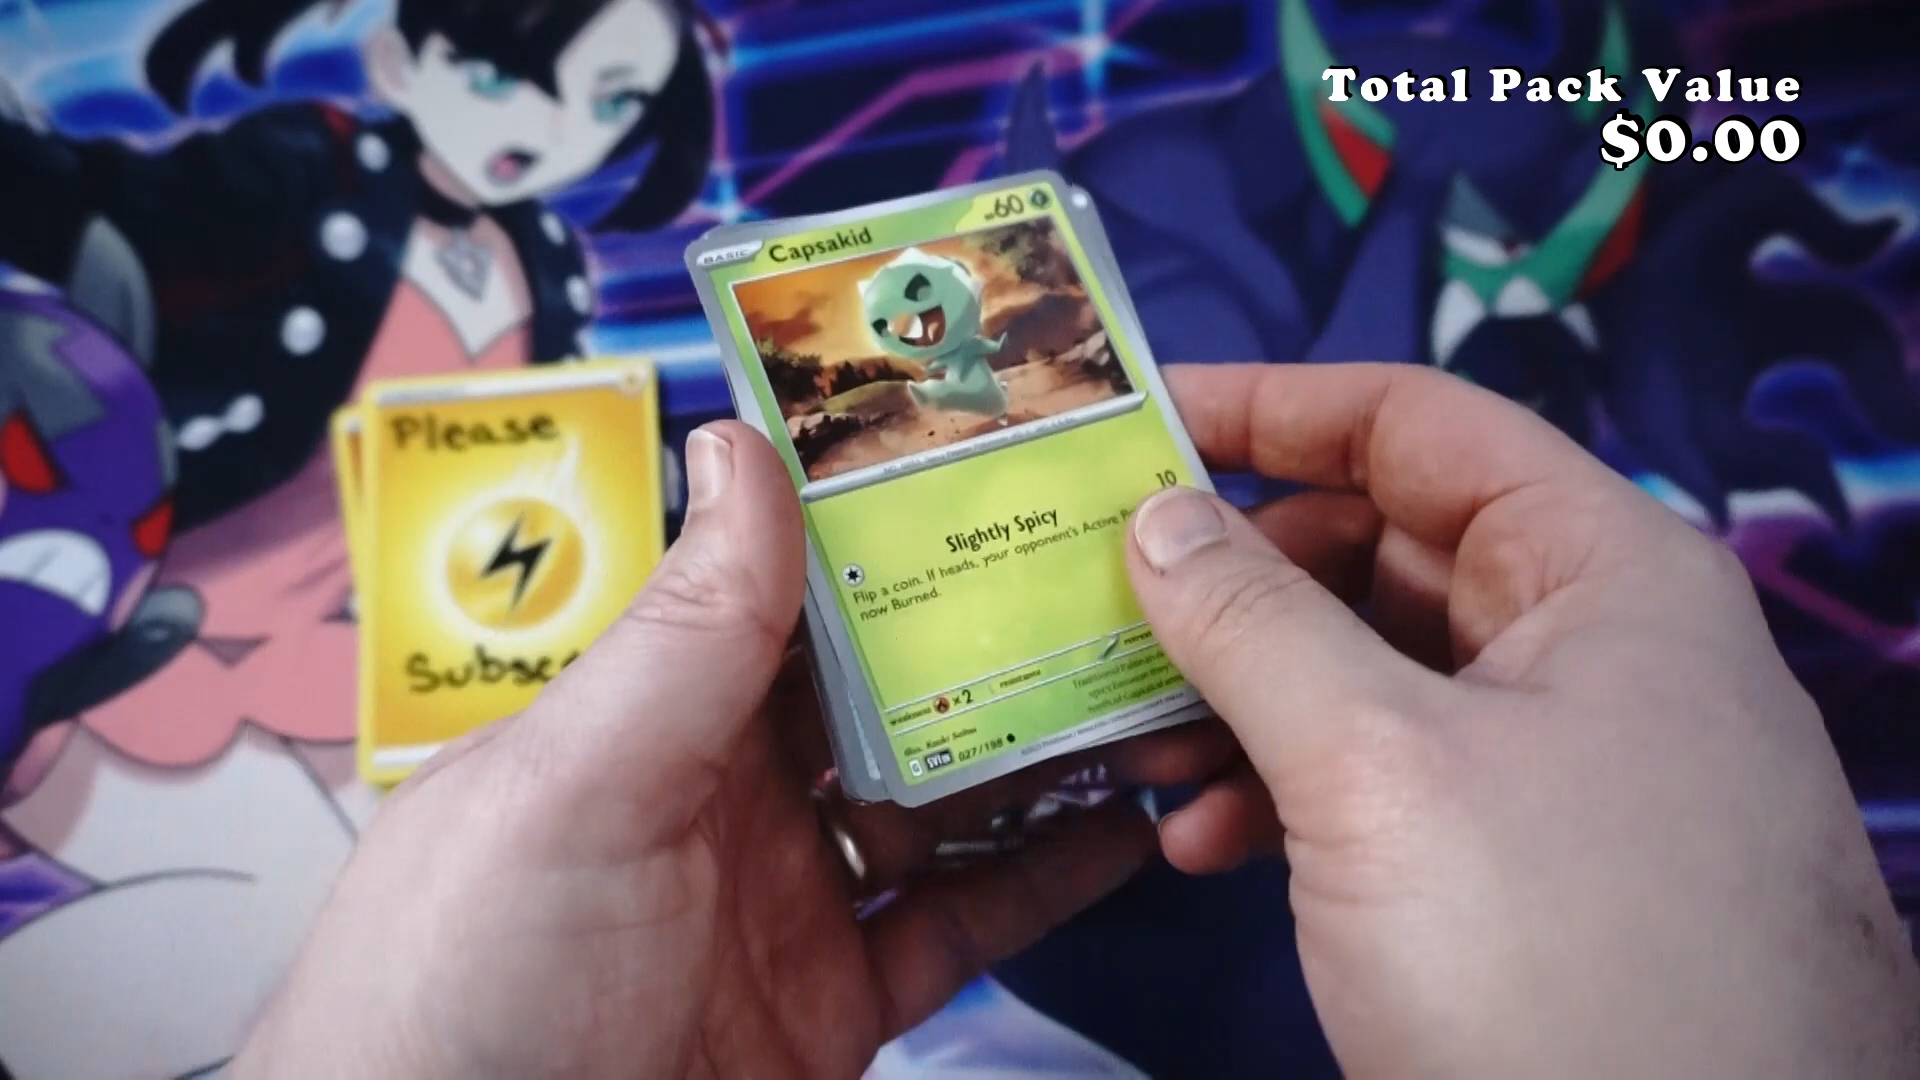 Total Pack Value
$0.00
BASIC Capsakid 60
Please
10
Slightly Spicy
Flip a coin. If heads, your opponent's Active
now Burned.
Subsc
weakness x2 resistance
027/198